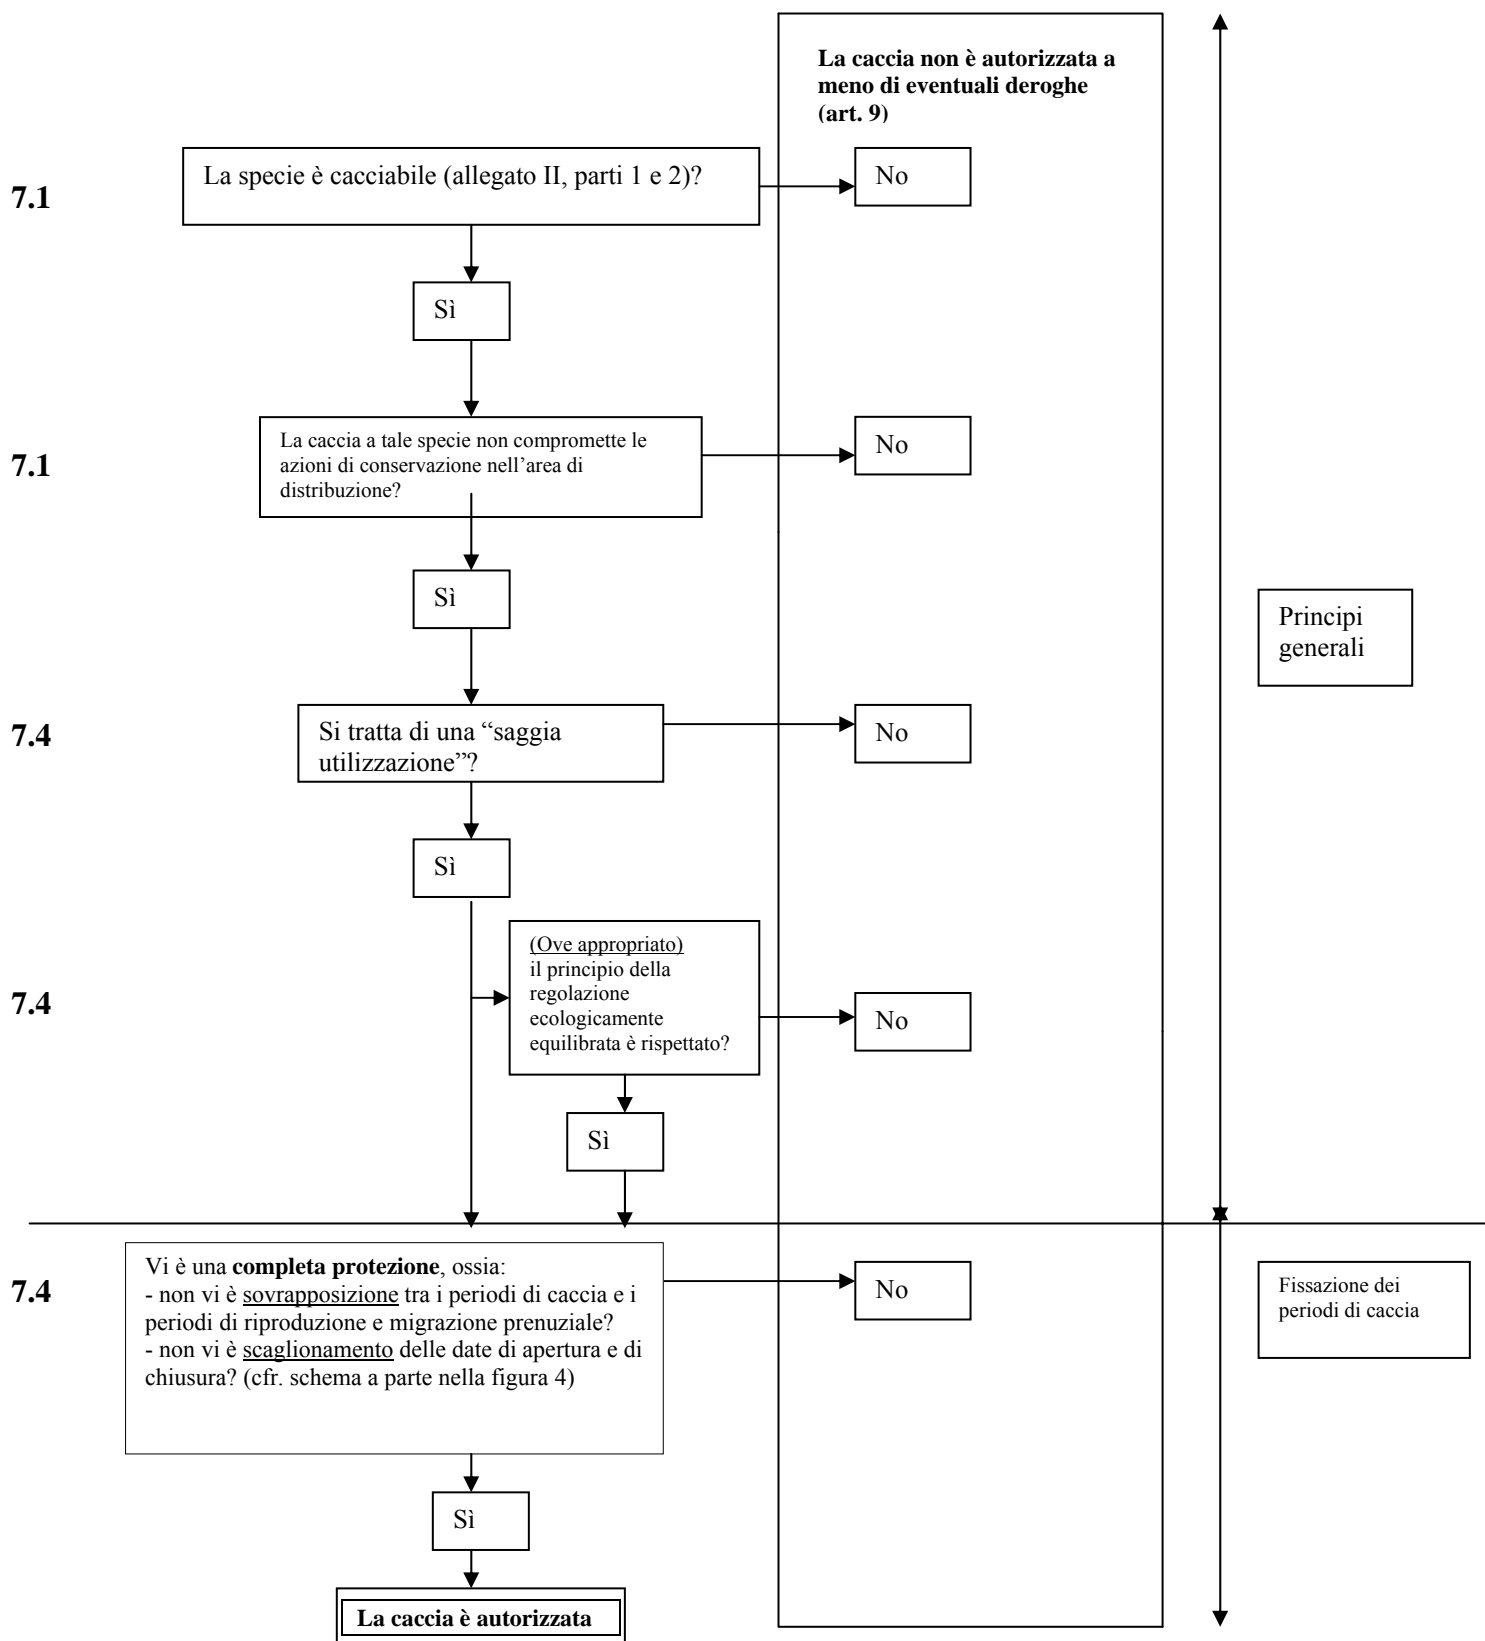 La caccia non è autorizzata a
meno di eventuali deroghe
(art. 9)
7.1
La specie è cacciabile (allegato II, parti 1 e 2)?
No
Sì
7.1
La caccia a tale specie non compromette le
azioni di conservazione nell’area di
distribuzione?
No
Sì
Principi
generali
7.4
Si tratta di una “saggia
utilizzazione”?
No
Sì
7.4
(Ove appropriato)
il principio della
regolazione
ecologicamente
equilibrata è rispettato?
No
Sì
7.4
Vi è una completa protezione, ossia:
- non vi è sovrapposizione tra i periodi di caccia e i
periodi di riproduzione e migrazione prenuziale?
- non vi è scaglionamento delle date di apertura e di
chiusura? (cfr. schema a parte nella figura 4)
No
Fissazione dei
periodi di caccia
Sì
La caccia è autorizzata